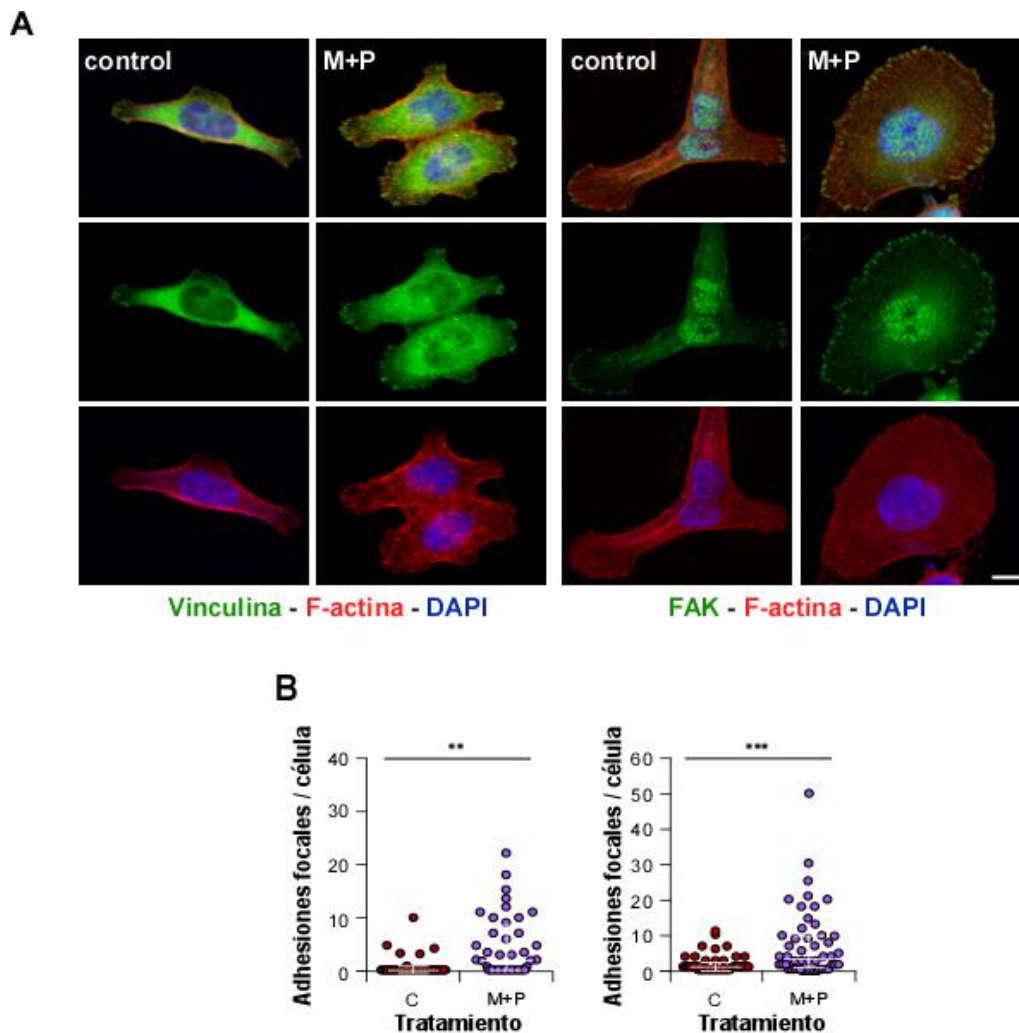 A
control M+P control M+P
Vinculina - F-actina - DAPI FAK - F-actina - DAPI
B
Adhesiones focales / célula
40
30
20
10
0
**
C M+P
Tratamiento
Adhesiones focales / célula
60
50
40
30
20
10
0
***
C M+P
Tratamiento